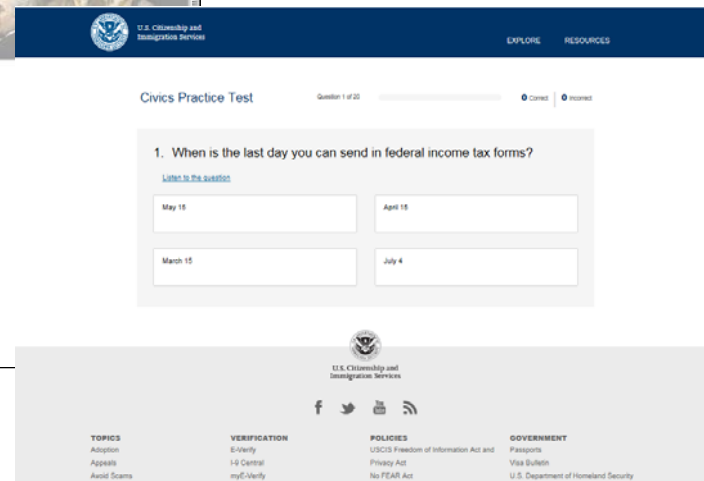 U.S. Citizenship and
Immigration Services
EXPLORE RESOURCES
Civics Practice Test Question 1 of 20 0 Correct 0 Incorrect
1. When is the last day you can send in federal income tax forms?
Listen to the question
May 15 April 15
March 15 July 4
U.S. Citizenship and
Immigration Services
TOPICS VERIFICATION POLICIES GOVERNMENT
Adoption E-Verify USCIS Freedom of Information Act and Passports
Appeals I-9 Central Privacy Act Visa Bulletin
Avoid Scams myE-Verify No FEAR Act U.S. Department of Homeland Security